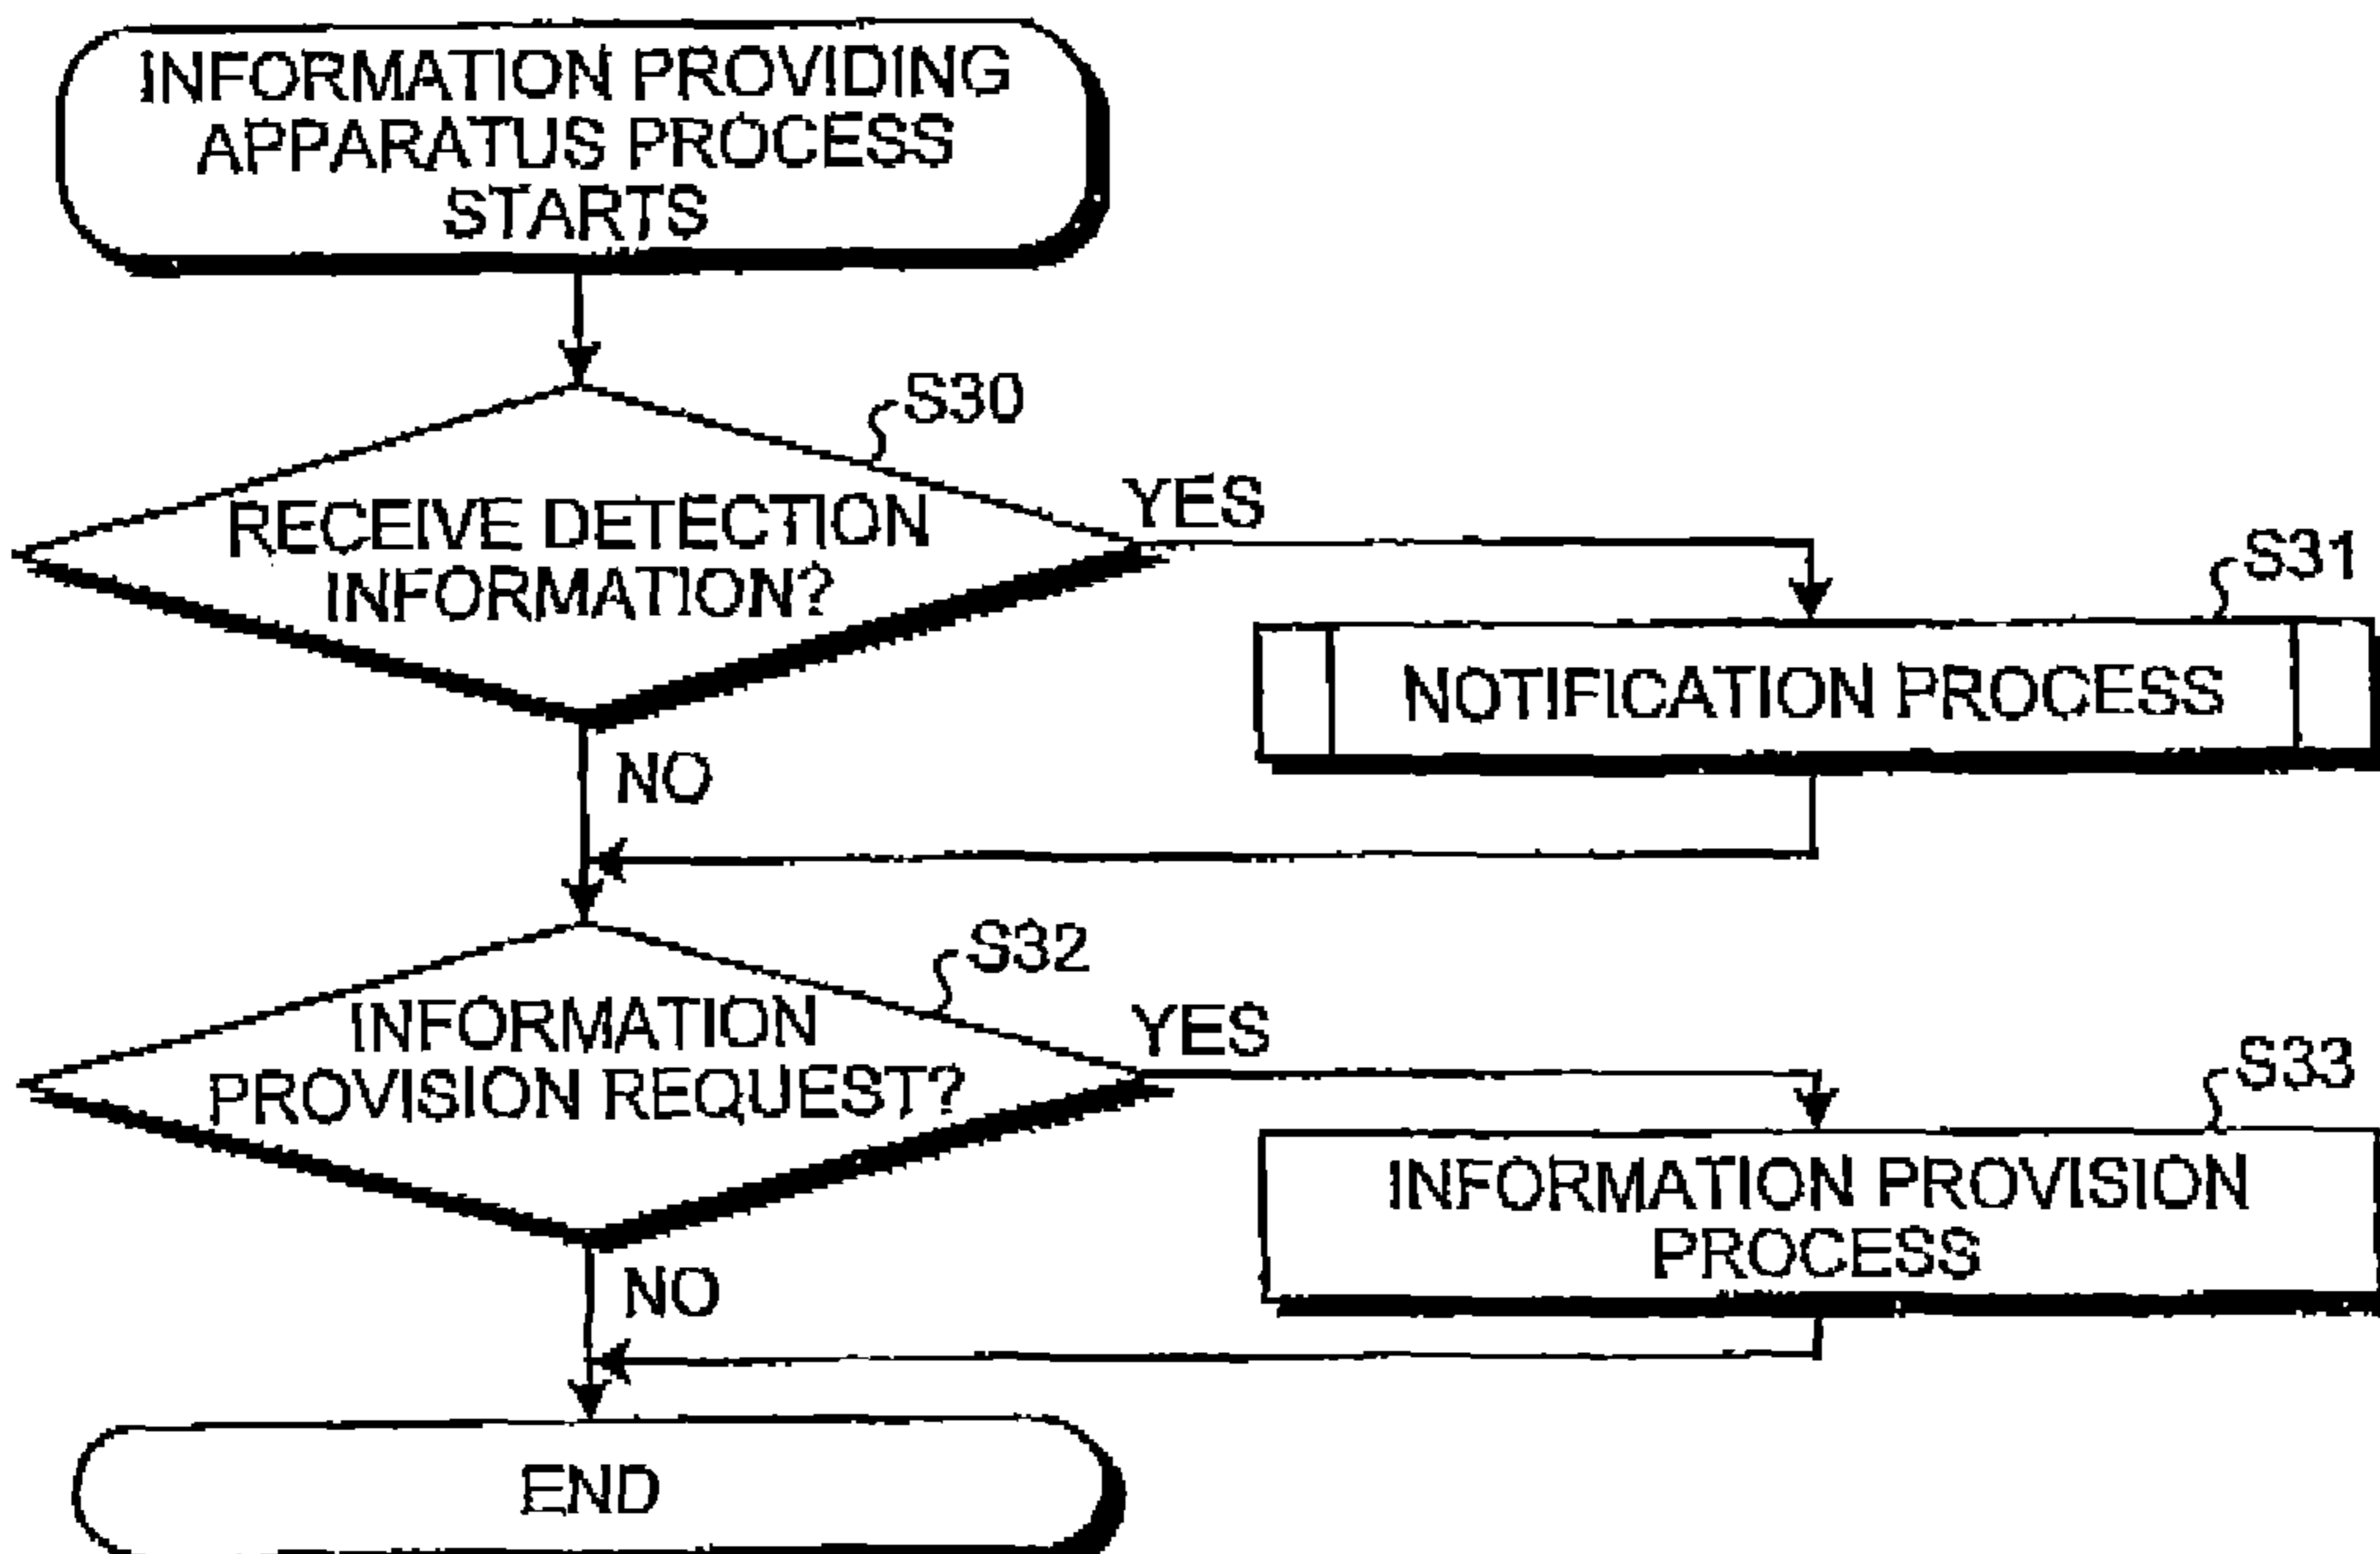 INFORMATION PROVIDING
APPARATUS PROCESS
STARTS
S30
RECEIVE DETECTION
INFORMATION?
YES
S31
NOTIFICATION PROCESS
NO
S32
INFORMATION
PROVISION REQUEST?
YES
S33
INFORMATION PROVISION
PROCESS
NO
END